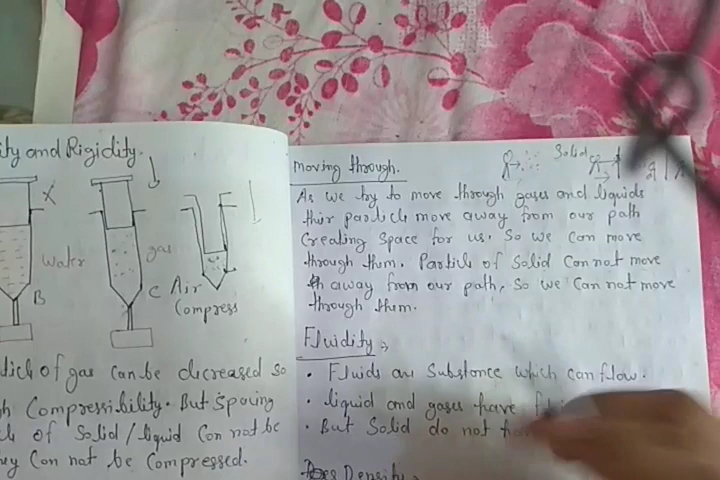 ity and Rigidity.
Water
gas
B
C
Air
Compress
of gas can be decreased so
Compressibility. But spacing
of Solid/liquid Con not be
Con not be Compressed.
Moving through.
Solid
As we try to move through gases and liquids
their particle move away from our path
Creating Space for us. So we Can move
through them. Particle of Solid Can not move
away from our path, So we Can not move
through them.
Fluidity
• Fluids are Substance which can flow.
• liquid and gases have
• But Solid do not
Density